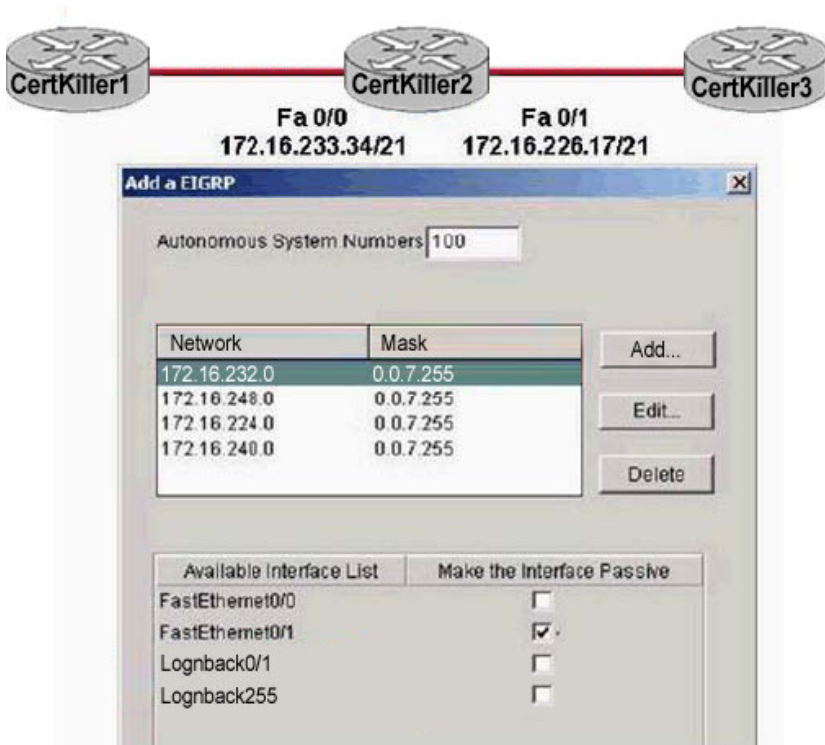 CertKiller1 CertKiller2 CertKiller3
Fa 0/0 Fa 0/1
172.16.233.34/21 172.16.226.17/21
Add a EIGRP
Autonomous System Numbers 100
Network Mask
Add...
172.16.232.0 0.0.7.255
172.16.248.0 0.0.7.255
Edit...
172.16.224.0 0.0.7.255
172.16.240.0 0.0.7.255
Delete
Available Interface List Make the Interface Passive
FastEthernet0/0
FastEthernet0/1
Lognback0/1
Lognback255